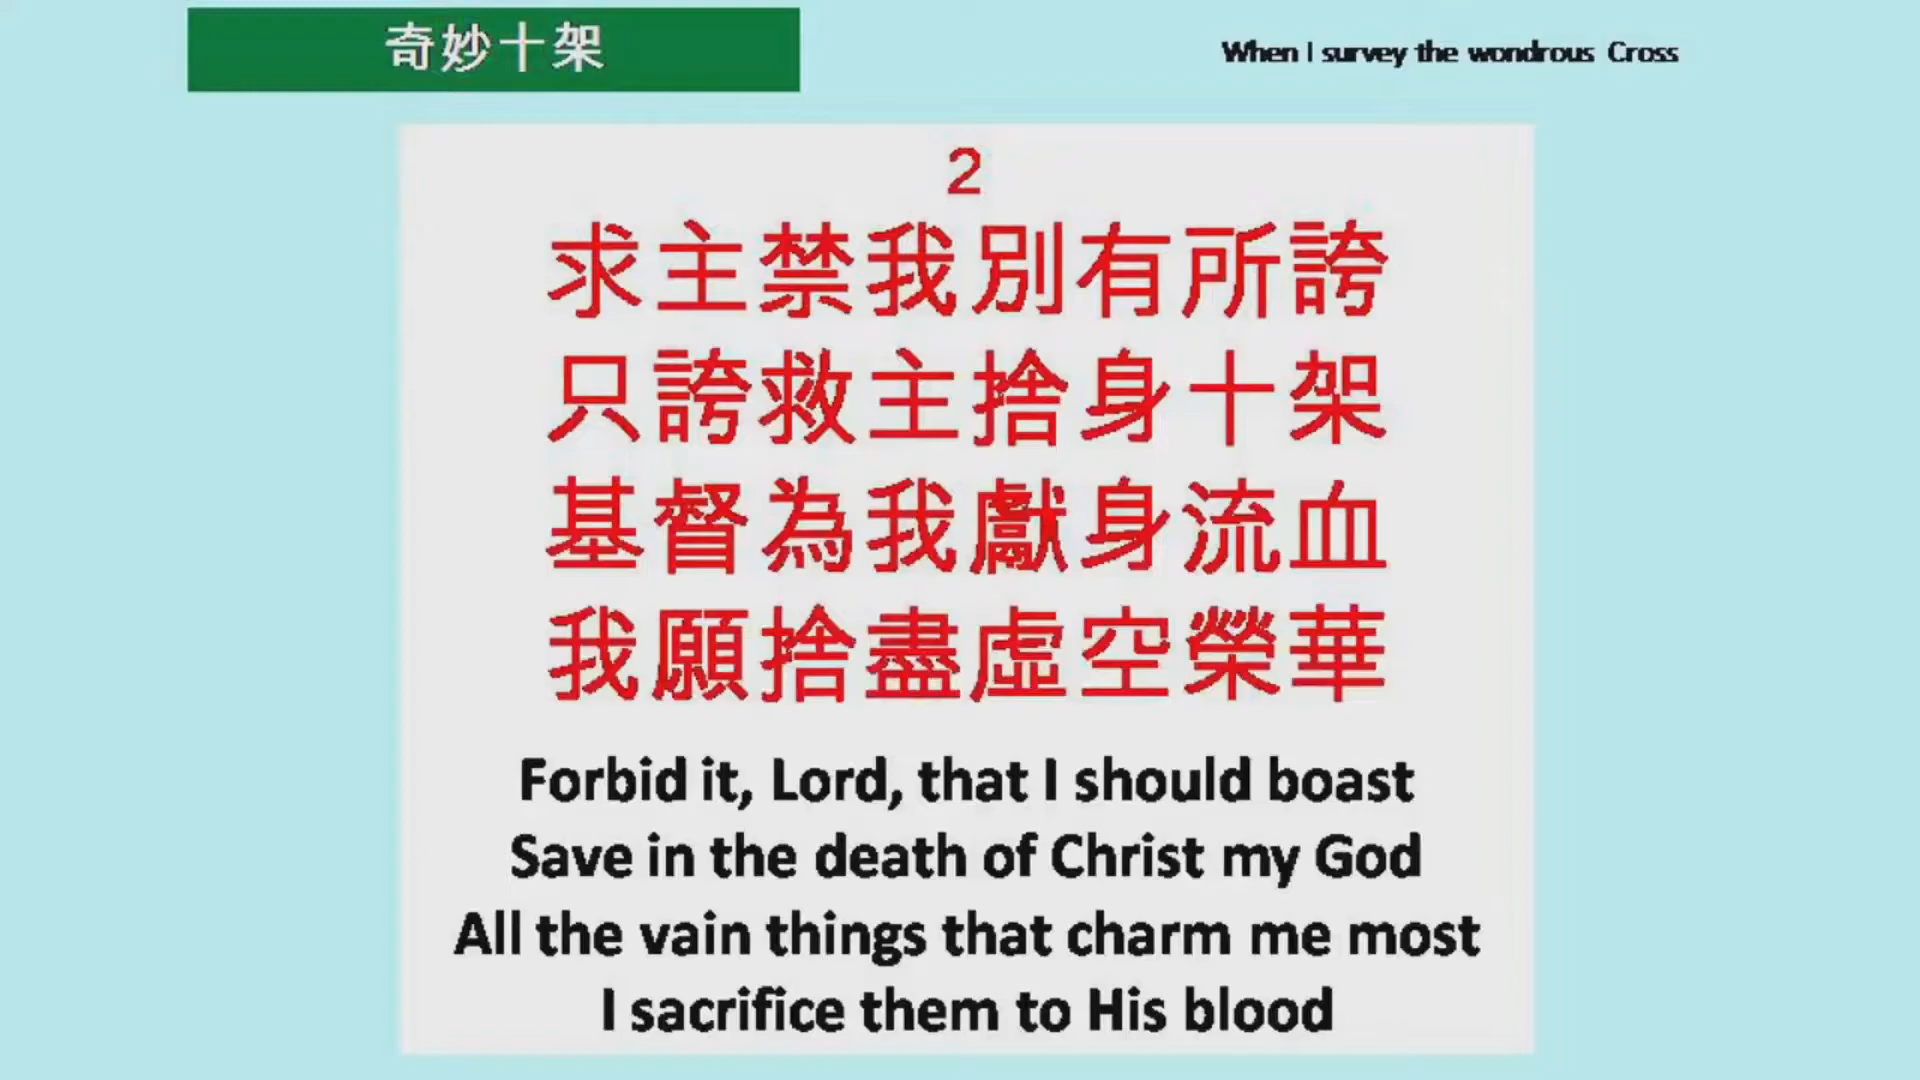 奇妙十架
When I survey the wondrous Cross
2
求主禁我別有所誇
只誇救主捨身十架
基督為我獻身流血
我願捨盡虛空榮華
Forbid it, Lord, that I should boast
Save in the death of Christ my God
All the vain things that charm me most
I sacrifice them to His blood